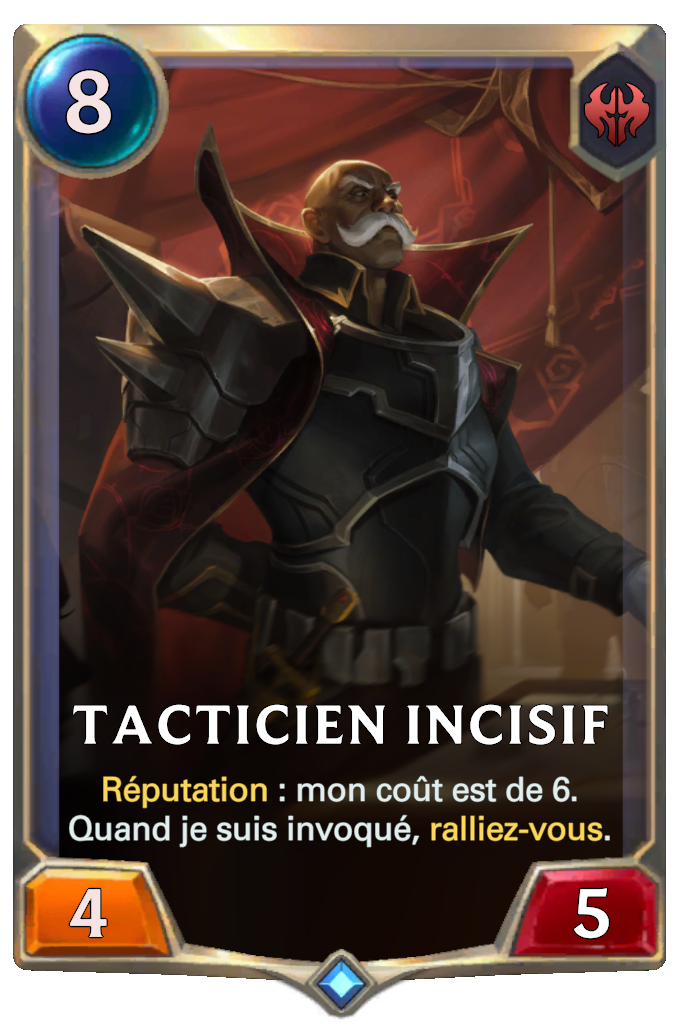 8
TACTICIEN INCISIF
Réputation : mon coût est de 6.
Quand je suis invoqué, ralliez-vous.
4
5